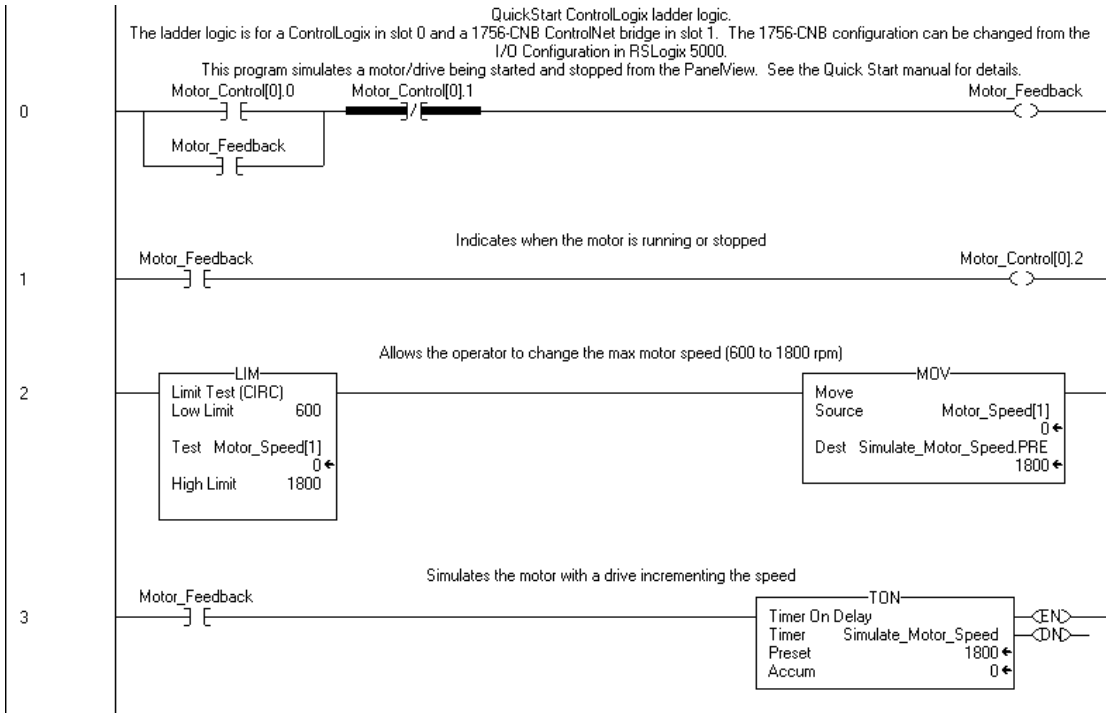 QuickStart ControlLogix ladder logic.
The ladder logic is for a ControlLogix in slot 0 and a 1756-CNB ControlNet bridge in slot 1. The 1756-CNB configuration can be changed from the
I/O Configuration in RSLogix 5000.
This program simulates a motor/drive being started and stopped from the PanelView. See the Quick Start manual for details.
Motor_Control[0].0 Motor_Control[0].1 Motor_Feedback
0
Motor_Feedback
Indicates when the motor is running or stopped
Motor_Feedback Motor_Control[0].2
1
Allows the operator to change the max motor speed (600 to 1800 rpm)
2
LIM
Limit Test (CIRC)
Low Limit 600
Test Motor_Speed[1]
0
High Limit 1800
MOV
Move
Source Motor_Speed[1]
0
Dest Simulate_Motor_Speed.PRE
1800
Simulates the motor with a drive incrementing the speed
Motor_Feedback
3
TON
Timer On Delay
Timer Simulate_Motor_Speed
Preset 1800
Accum 0
EN
DN